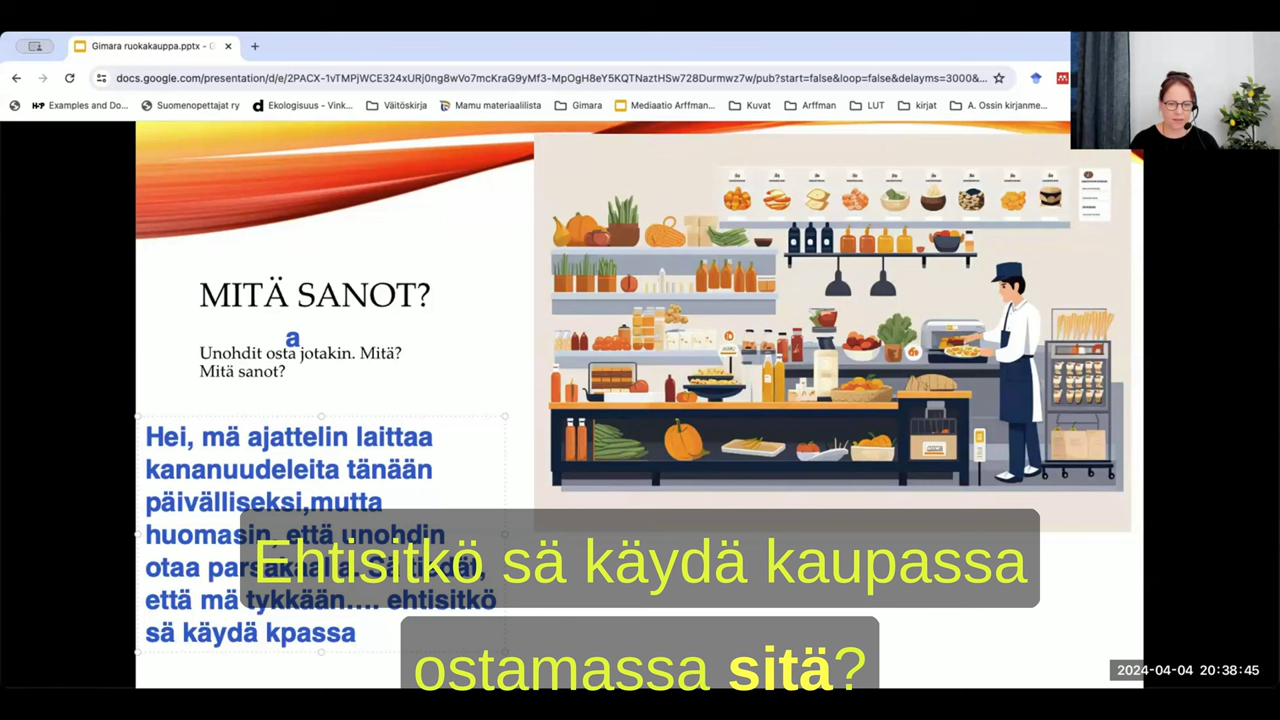 Gimara ruokakauppa.pptx - G
docs.google.com/presentation/d/e/2PACX-1vTMPjWCE324xURj0ng8wVo7mcKraG9yMf3-MpOgH8eY5KQTNaztHSw728Durmwz7w/pub?start=false&loop=false&delayms=3000&...
Examples and Do...
Suomenopettajat ry
Ekologisuus - Vink...
Väitöskirja
Mamu materiaalilista
Gimara
Mediaatio Arffman...
Kuvat
Arffman
LUT
kirjat
A. Ossin kirjanme...
MITÄ SANOT?
a
Unohdit osta jotakin. Mitä?
Mitä sanot?
Hei, mä ajattelin laittaa
kananuudeleita tänään
päivälliseksi,mutta
huomasin, että unohdin
otaa
että mä tykkään.... ehtisitkö
sä käydä kpassa
Ehtisitkö sä käydä kaupassa
ostamassa sitä?
2024-04-04 20:38:45